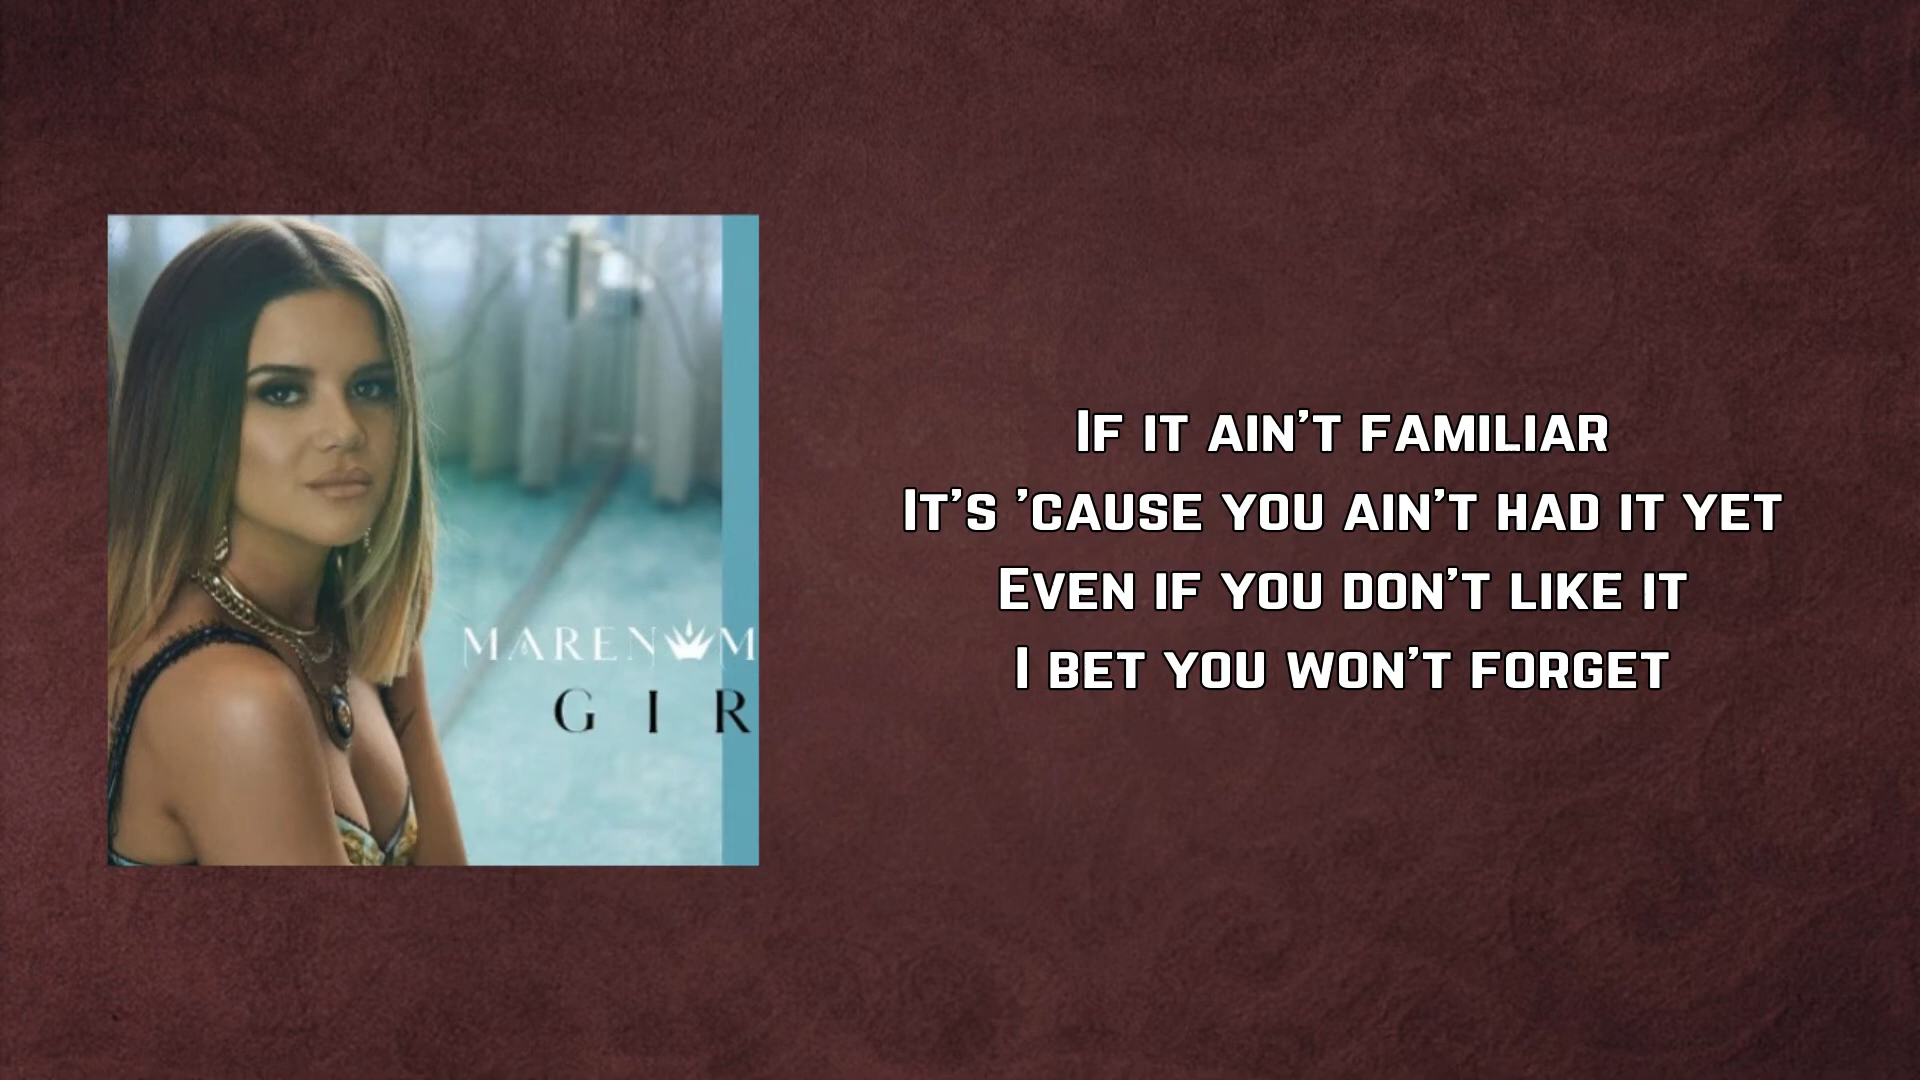 MAREN M
GIR
If it ain't familiar
It's 'cause you ain't had it yet
Even if you don't like it
I bet you won't forget